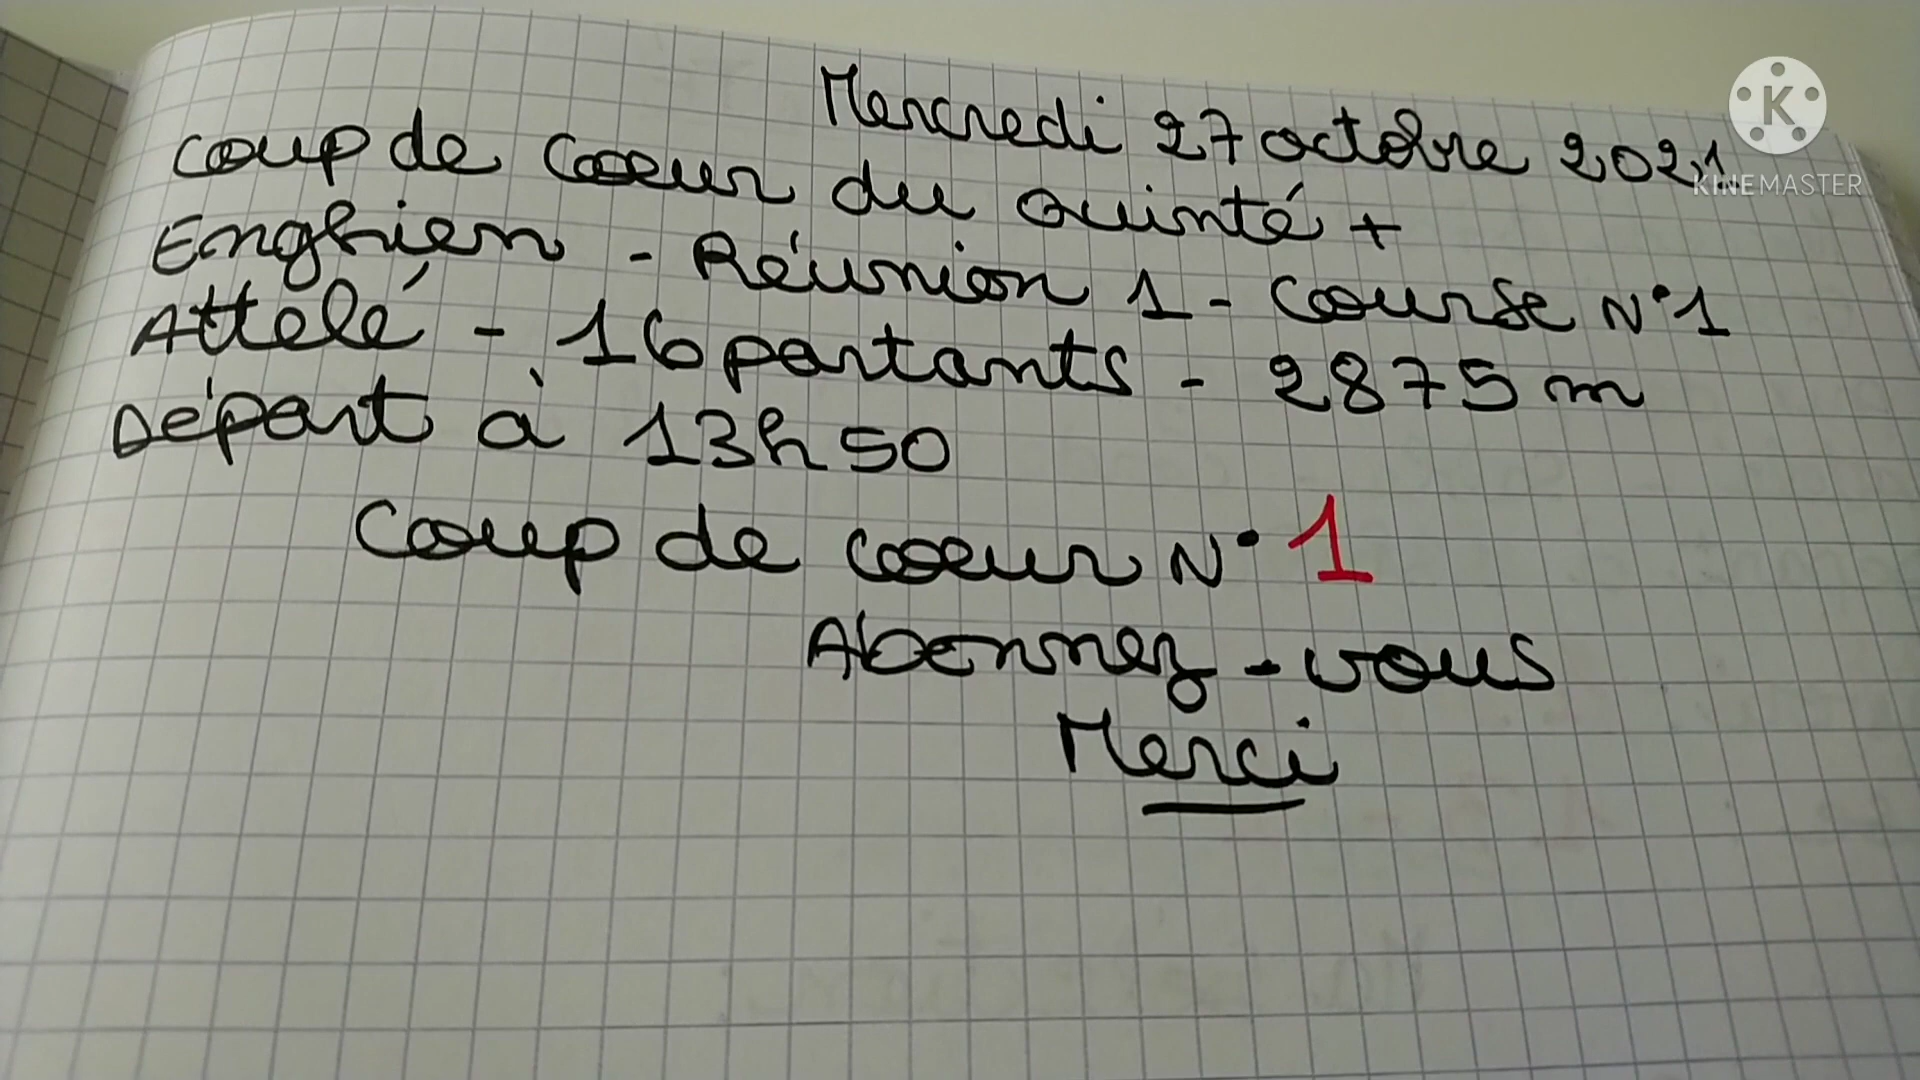 Mercredi 27 octobre 2021
Coup de coeur du Quinté +
Enghien - Réunion 1 - Course N°1
Attelé - 16 partants - 2875 m
Départ à 13h50
Coup de coeur N° 1
Abonnez-vous
Merci
K
KINEMASTER